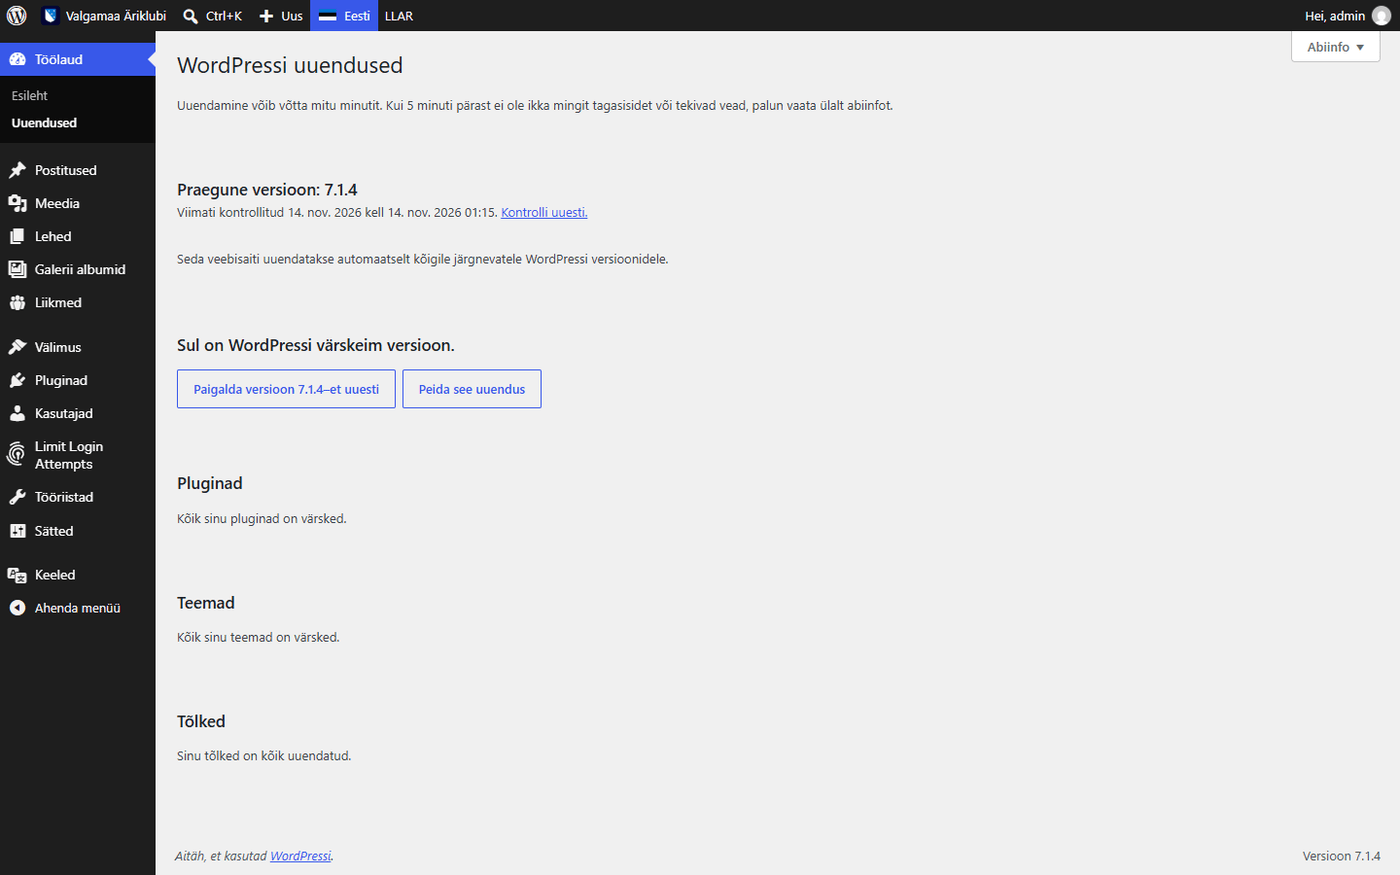 Valgamaa Äriklubi Ctrl+K Uus Eesti LLAR Hei, admin
Töölaud
Esileht
Uuendused
Postitused
Meedia
Lehed
Galerii albumid
Liikmed
Välimus
Pluginad
Kasutajad
Limit Login
Attempts
Tööriistad
Sätted
Keeled
Ahenda menüü
Abiinfo
WordPressi uuendused
Uuendamine võib võtta mitu minutit. Kui 5 minuti pärast ei ole ikka mingit tagasisidet või tekivad vead, palun vaata ülalt abiinfot.
Praegune versioon: 7.1.4
Viimati kontrollitud 14. nov. 2026 kell 14. nov. 2026 01:15. Kontrolli uuesti.
Seda veebisaiti uuendatakse automaatselt kõigile järgnevatele WordPressi versioonidele.
Sul on WordPressi värskeim versioon.
Paigalda versioon 7.1.4–et uuesti Peida see uuendus
Pluginad
Kõik sinu pluginad on värsked.
Teemad
Kõik sinu teemad on värsked.
Tõlked
Sinu tõlked on kõik uuendatud.
Aitäh, et kasutad WordPressi. Versioon 7.1.4